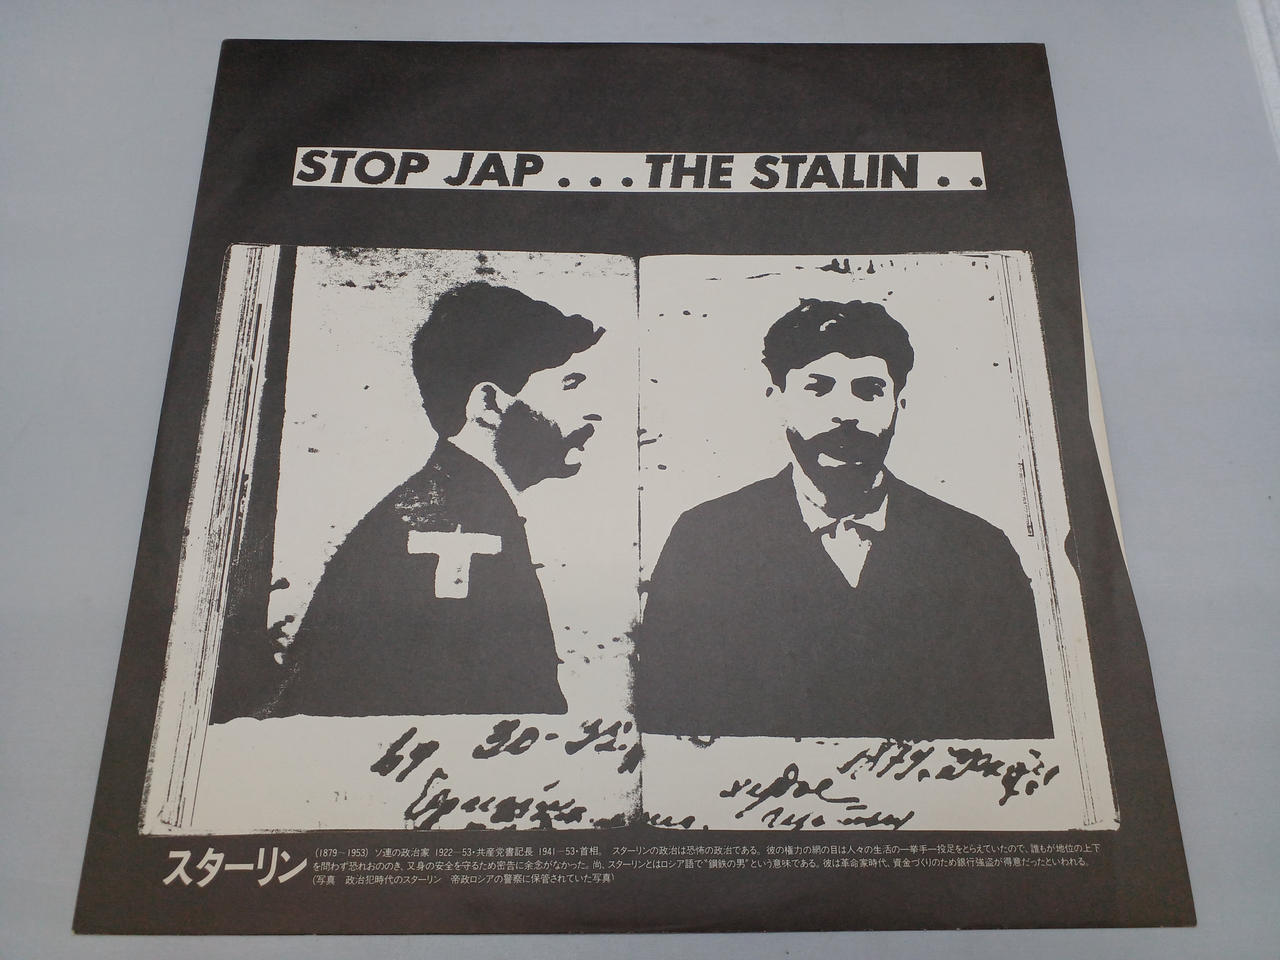 STOP JAP...THE STALIN..
T
30-
1879.
スターリン
(1879—1953) ソ連の政治家 1922—53・共産党書記長 1941—53・首相。 スターリンの政治は恐怖の政治である。彼の権力の網の目は人々の生活の一挙手一投足をとらえていたので、誰もが地位の上下
を問わず恐れおののき、又身の安全を守るため密告に余念がなかった。尚、スターリンとはロシア語で"鋼鉄の男"という意味である。彼は革命家時代、資金づくりのため銀行強盗が得意だったといわれる。
(写真 政治犯時代のスターリン 帝政ロシアの警察に保管されていた写真)